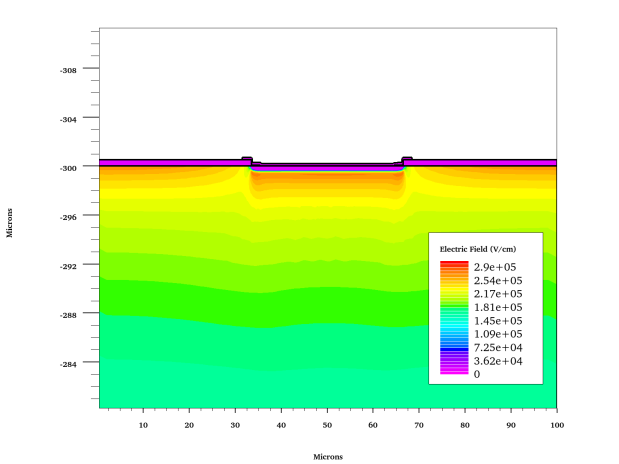 -308
-304
-300
-296
-292
-288
-284
Microns
Electric Field (V/cm)
2.9e+05
2.54e+05
2.17e+05
1.81e+05
1.45e+05
1.09e+05
7.25e+04
3.62e+04
0
10 20 30 40 50 60 70 80 90 100
Microns